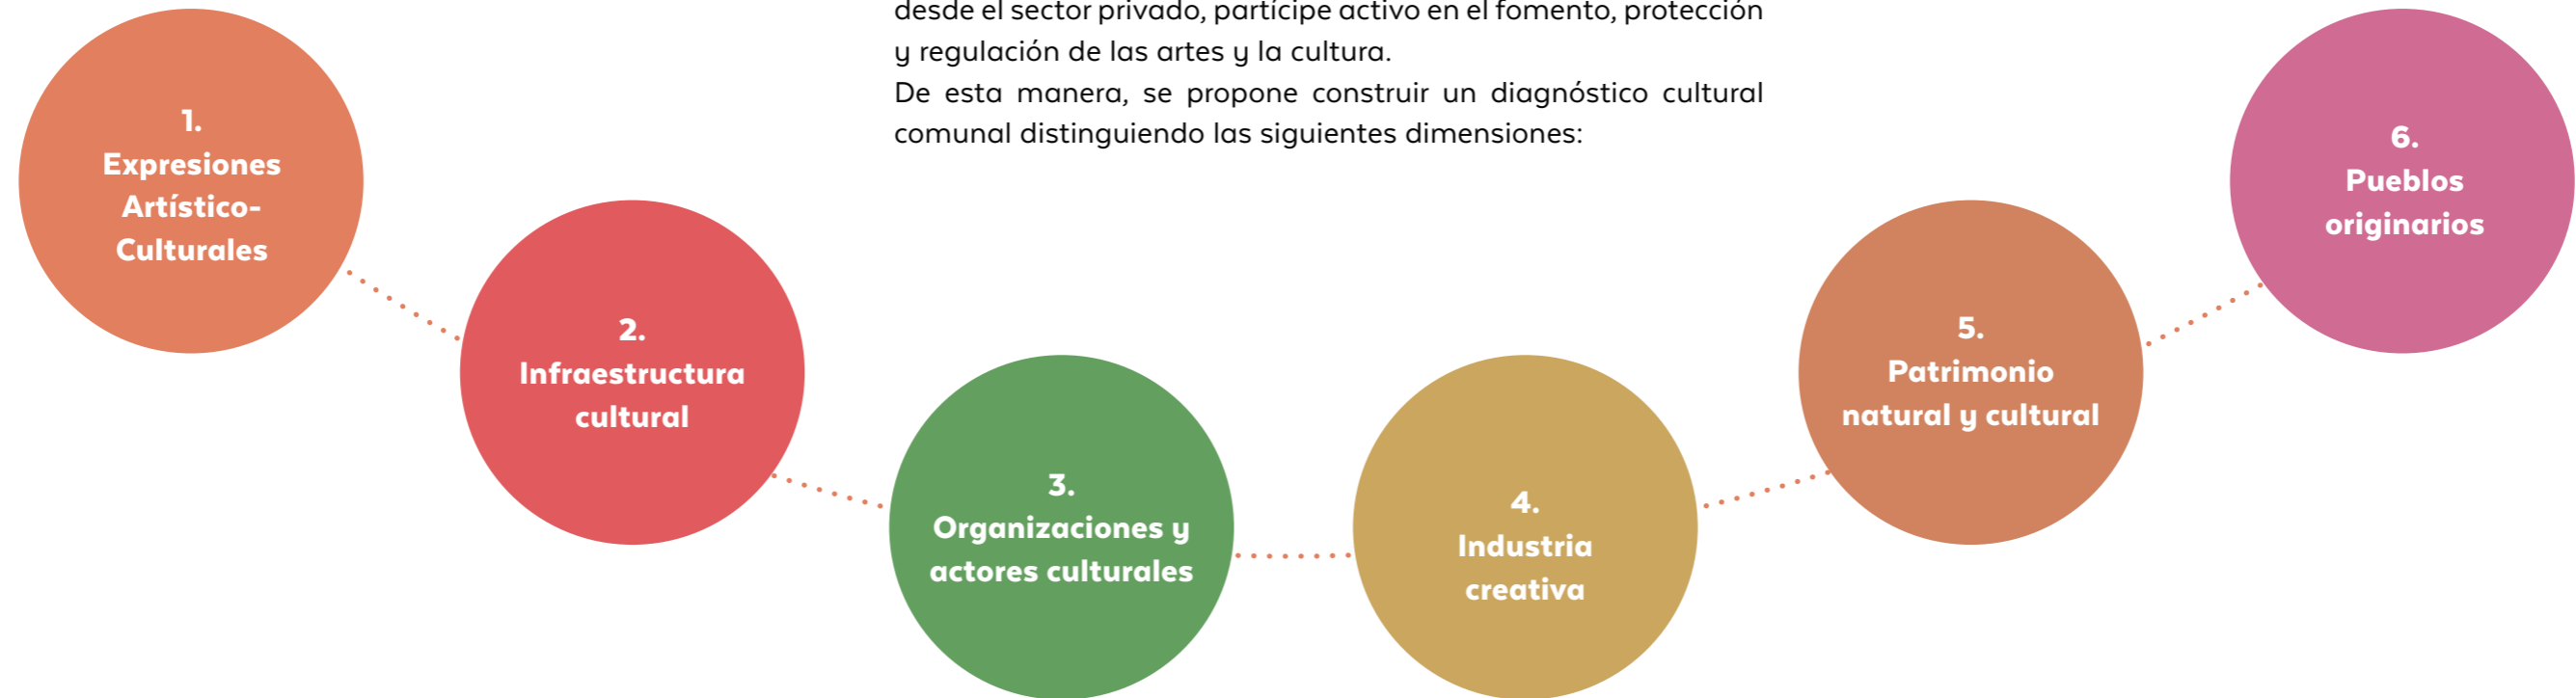 desde el sector privado, partícipe activo en el fomento, protección
y regulación de las artes y la cultura.
De esta manera, se propone construir un diagnóstico cultural
comunal distinguiendo las siguientes dimensiones:
1.
Expresiones
Artístico-
Culturales
2.
Infraestructura
cultural
3.
Organizaciones y
actores culturales
4.
Industria
creativa
5.
Patrimonio
natural y cultural
6.
Pueblos
originarios